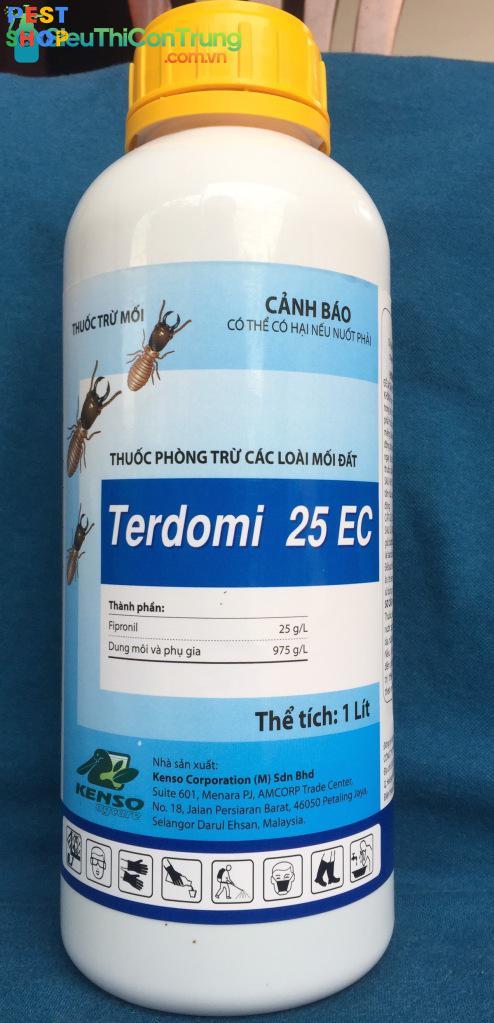 PEST
SHOP
SieuThiConTrung
.com.vn
THUỐC TRỪ MỐI
CẢNH BÁO
CÓ THỂ CÓ HẠI NẾU NUỐT PHẢI
THUỐC PHÒNG TRỪ CÁC LOÀI MỐI ĐẤT
Terdomi 25 EC
Thành phần:
Fipronil 25 g/L
Dung môi và phụ gia 975 g/L
Thể tích: 1 Lít
KENSO
agcare
Nhà sản xuất:
Kenso Corporation (M) Sdn Bhd
Suite 601, Menara PJ, AMCORP Trade Center,
No. 18, Jalan Persiaran Barat, 46050 Petaling Jaya,
Selangor Darul Ehsan, Malaysia.